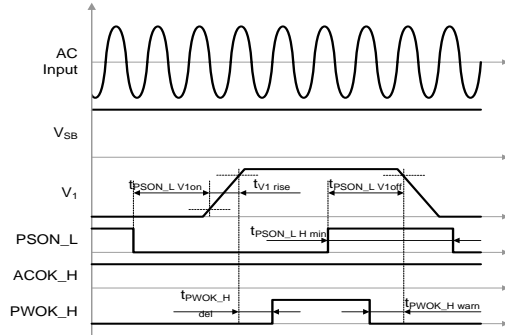 AC
Input
VSB
tPSON_L V1on
tV1 rise
tPSON_L V1off
V1
PSON_L
tPSON_L H min
ACOK_H
tPWOK_H
del
tPWOK_H warn
PWOK_H